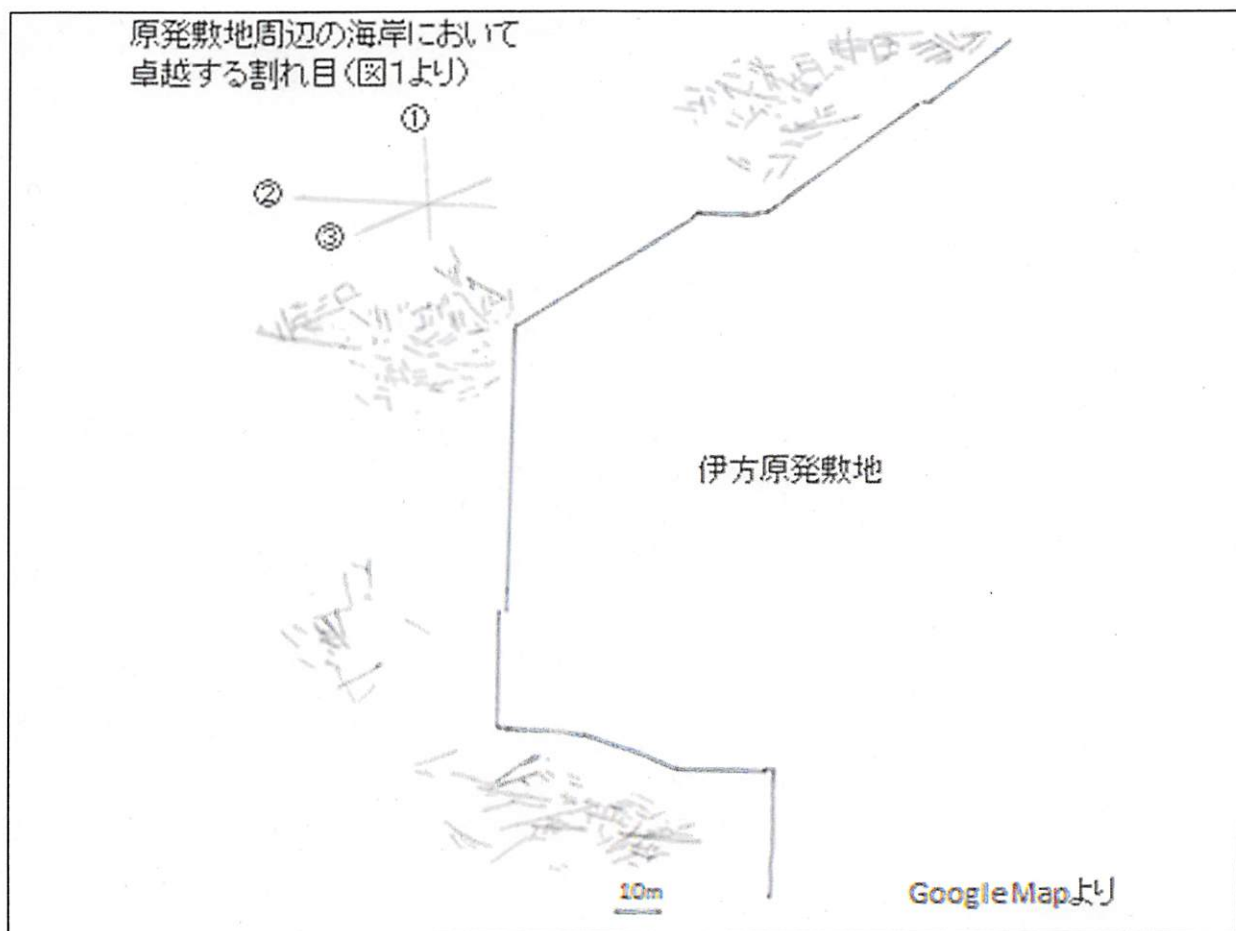 原発敷地周辺の海岸において
卓越する割れ目(図1より)
①
②
③
伊方原発敷地
10m
GoogleMapより